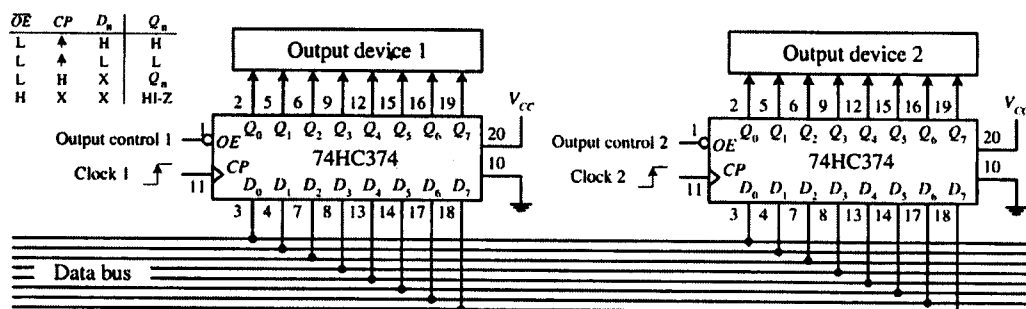 OE CP Dn Qn
L ↑ H H
L ↑ L L
L H X Qn
H X X HI-Z
Output device 1
2 5 6 9 12 15 16 19
VCC
Q0 Q1 Q2 Q3 Q4 Q5 Q6 Q7
20
Output control 1
1
OE
74HC374
10
Clock 1
CP
11
D0 D1 D2 D3 D4 D5 D6 D7
3 4 7 8 13 14 17 18
Output device 2
2 5 6 9 12 15 16 19
VCC
Q0 Q1 Q2 Q3 Q4 Q5 Q6 Q7
20
Output control 2
1
OE
74HC374
10
Clock 2
CP
11
D0 D1 D2 D3 D4 D5 D6 D7
3 4 7 8 13 14 17 18
Data bus